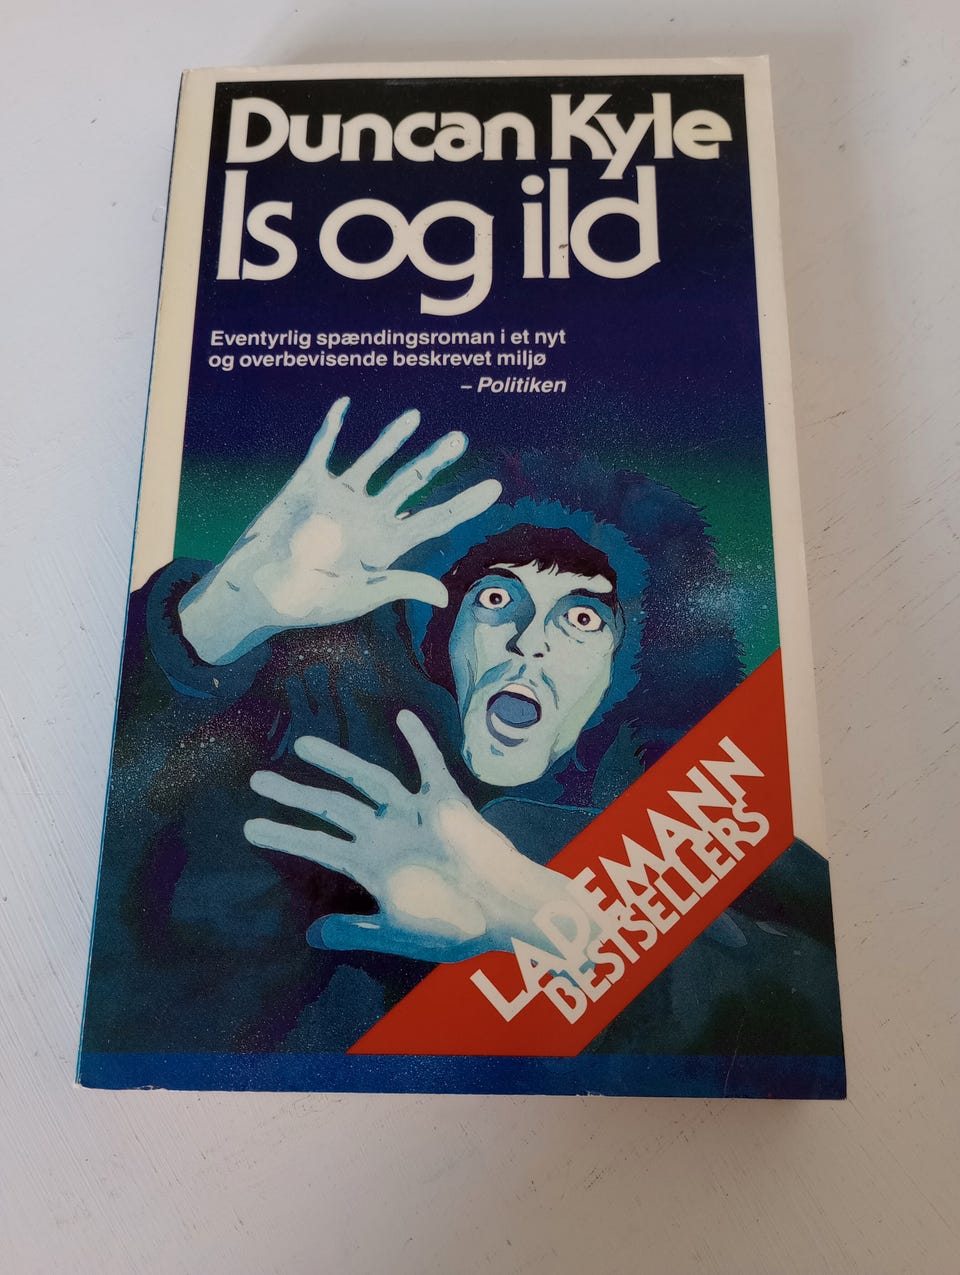 Duncan Kyle
Is og ild
Eventyrlig spændingsroman i et nyt
og overbevisende beskrevet miljø
– Politiken
LADEMANN
BESTSELLERS